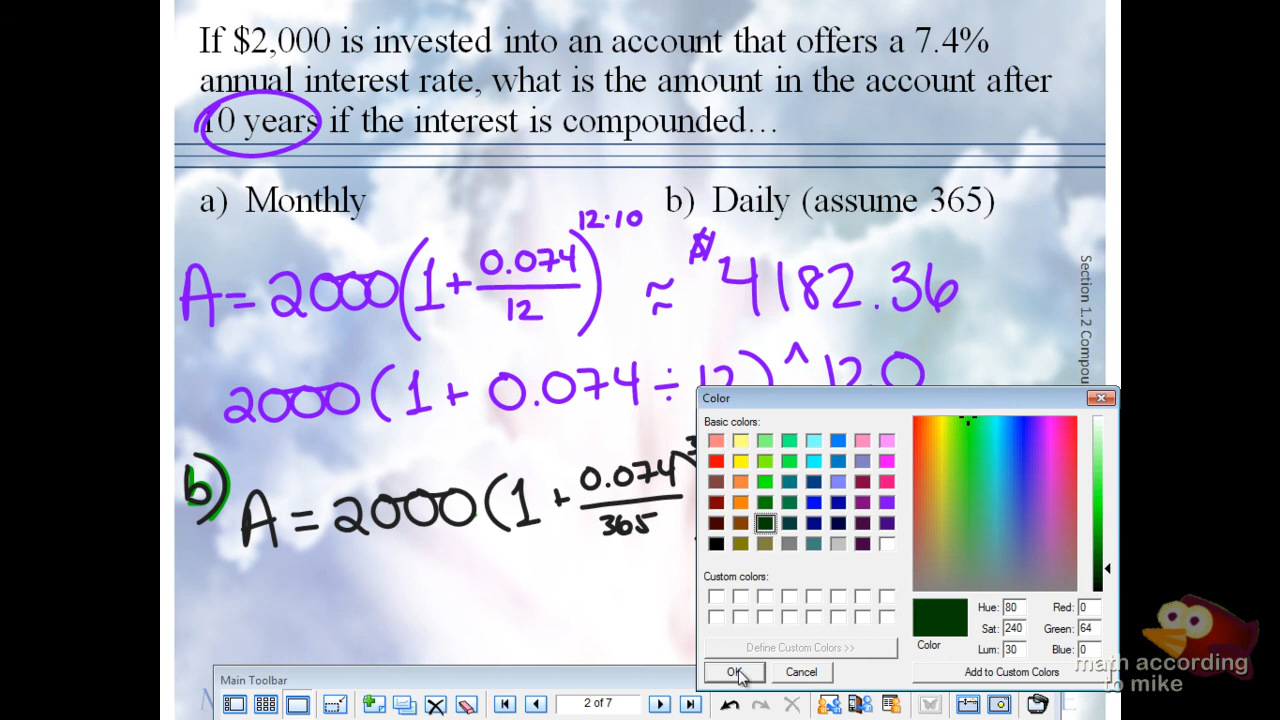 If $2,000 is invested into an account that offers a 7.4%
annual interest rate, what is the amount in the account after
10 years if the interest is compounded…
a) Monthly
b) Daily (assume 365)
A = 2000(1 + 0.074/12)^12·10 ≈ $4182.36
2000(1 + 0.074 ÷ 12)^120
b) A = 2000(1 + 0.074/365)
Section 1.2 Compou
Color
Basic colors:
Custom colors:
Define Custom Colors >>
OK
Cancel
Color
Hue: 80
Sat: 240
Lum: 30
Red: 0
Green: 64
Blue: 0
Add to Custom Colors
math according
to mike
Main Toolbar
2 of 7